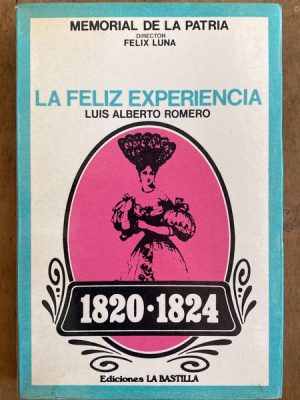 MEMORIAL DE LA PATRIA
DIRECTOR
FELIX LUNA
LA FELIZ EXPERIENCIA
LUIS ALBERTO ROMERO
1820·1824
Ediciones LA BASTILLA